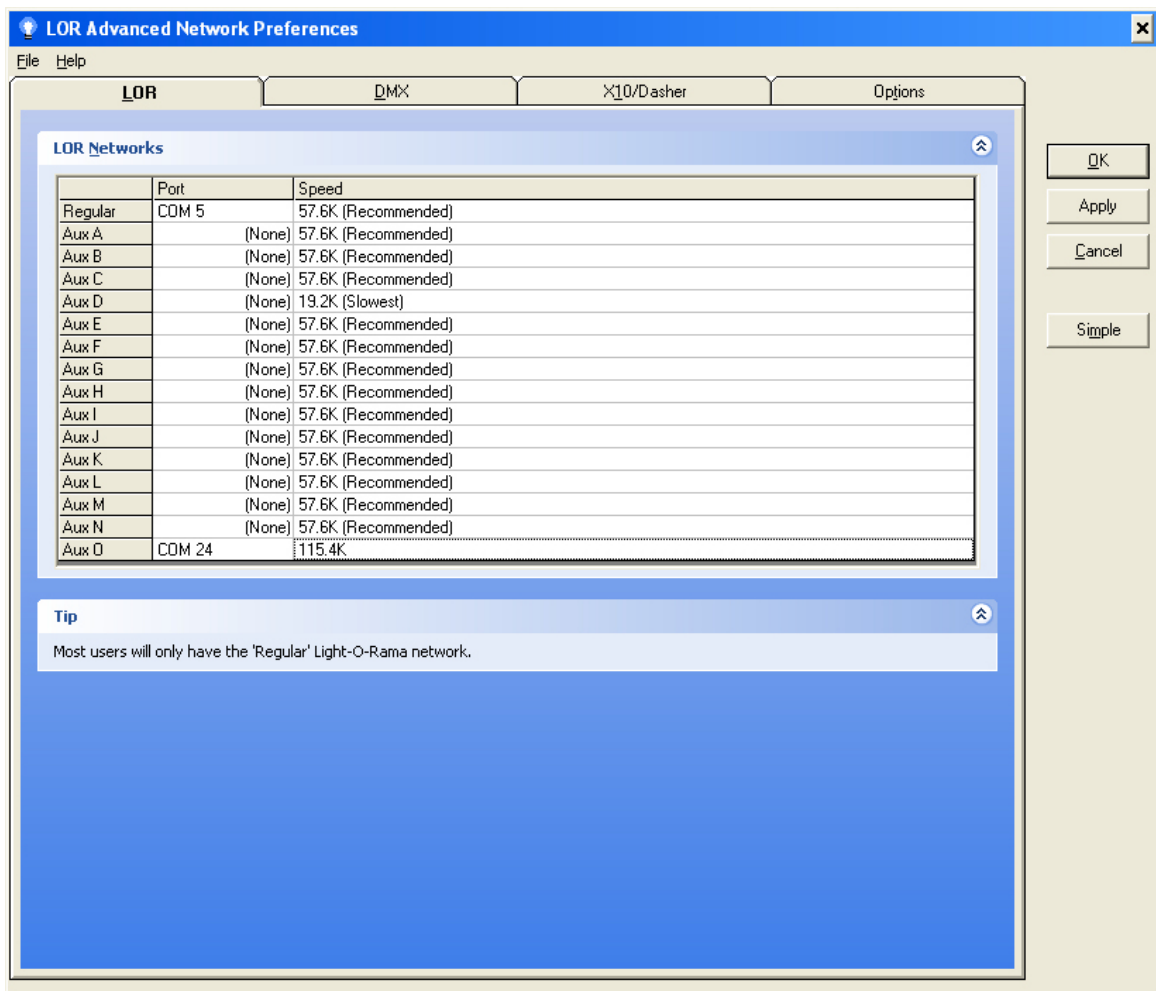 LOR Advanced Network Preferences
File Help
LOR DMX X10/Dasher Options
LOR Networks
OK
Apply
Cancel
Simple
Port Speed
Regular COM 5 57.6K (Recommended)
Aux A (None) 57.6K (Recommended)
Aux B (None) 57.6K (Recommended)
Aux C (None) 57.6K (Recommended)
Aux D (None) 19.2K (Slowest)
Aux E (None) 57.6K (Recommended)
Aux F (None) 57.6K (Recommended)
Aux G (None) 57.6K (Recommended)
Aux H (None) 57.6K (Recommended)
Aux I (None) 57.6K (Recommended)
Aux J (None) 57.6K (Recommended)
Aux K (None) 57.6K (Recommended)
Aux L (None) 57.6K (Recommended)
Aux M (None) 57.6K (Recommended)
Aux N (None) 57.6K (Recommended)
Aux O COM 24 115.4K
Tip
Most users will only have the 'Regular' Light-O-Rama network.